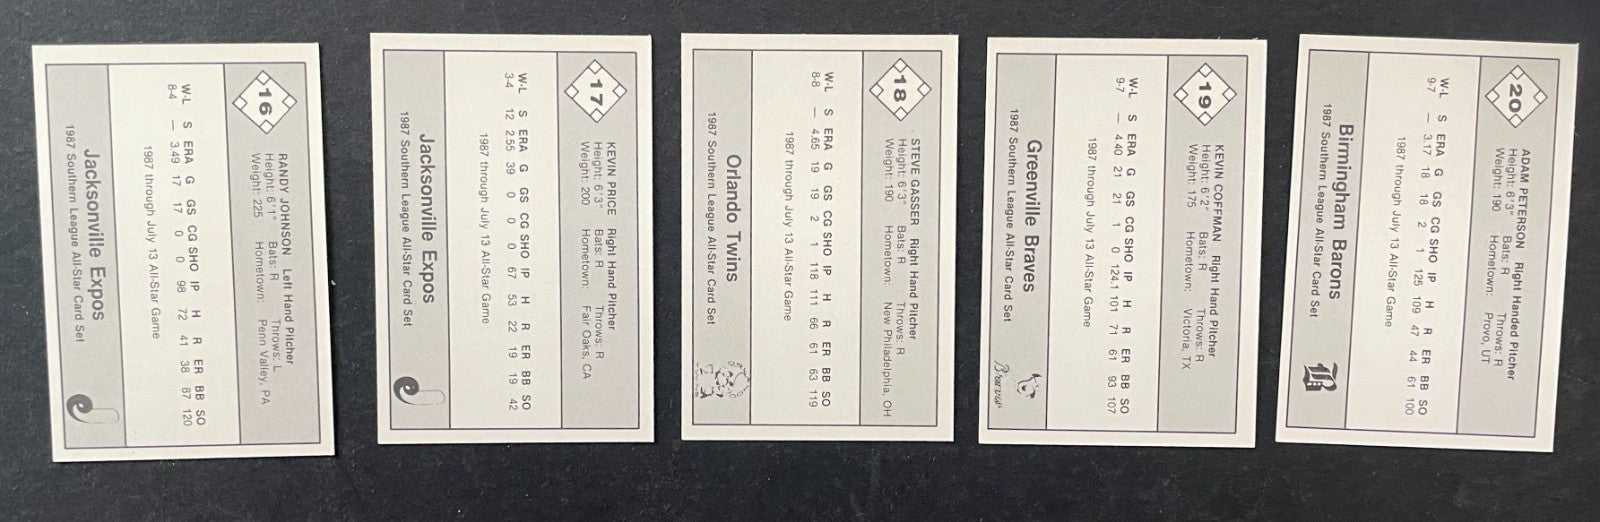 16
RANDY JOHNSON Left Hand Pitcher
Height: 6'1" Bats: R Throws: L
Weight: 225 Hometown: Penn Valley, PA
W-L S ERA G GS CG SHO IP H R ER BB SO
8-4 — 3.49 17 17 0 0 98 72 41 38 87 120
1987 through July 13 All-Star Game
Jacksonville Expos
1987 Southern League All-Star Card Set
17
KEVIN PRICE Right Hand Pitcher
Height: 6'3" Bats: R Throws: R
Weight: 200 Hometown: Fair Oaks, CA
W-L S ERA G GS CG SHO IP H R ER BB SO
3-4 12 2.55 39 0 0 0 67 53 22 19 19 42
1987 through July 13 All-Star Game
Jacksonville Expos
1987 Southern League All-Star Card Set
18
STEVE GASSER Right Hand Pitcher
Height: 6'3" Bats: R Throws: R
Weight: 190 Hometown: New Philadelphia, OH
W-L S ERA G GS CG SHO IP H R ER BB SO
8-8 — 4.65 19 19 2 1 118 111 66 61 63 119
1987 through July 13 All-Star Game
Orlando Twins
1987 Southern League All-Star Card Set
19
KEVIN COFFMAN Right Hand Pitcher
Height: 6'2" Bats: R Throws: R
Weight: 175 Hometown: Victoria, TX
W-L S ERA G GS CG SHO IP H R ER BB SO
9-7 — 4.40 21 21 1 0 124.1 101 71 61 93 107
1987 through July 13 All-Star Game
Greenville Braves
1987 Southern League All-Star Card Set
Braves
20
ADAM PETERSON Right Handed Pitcher
Height: 6'3" Bats: R Throws: R
Weight: 190 Hometown: Provo, UT
W-L S ERA G GS CG SHO IP H R ER BB SO
9-7 — 3.17 18 18 2 1 125 109 47 44 61 100
1987 through July 13 All-Star Game
Birmingham Barons
1987 Southern League All-Star Card Set
B